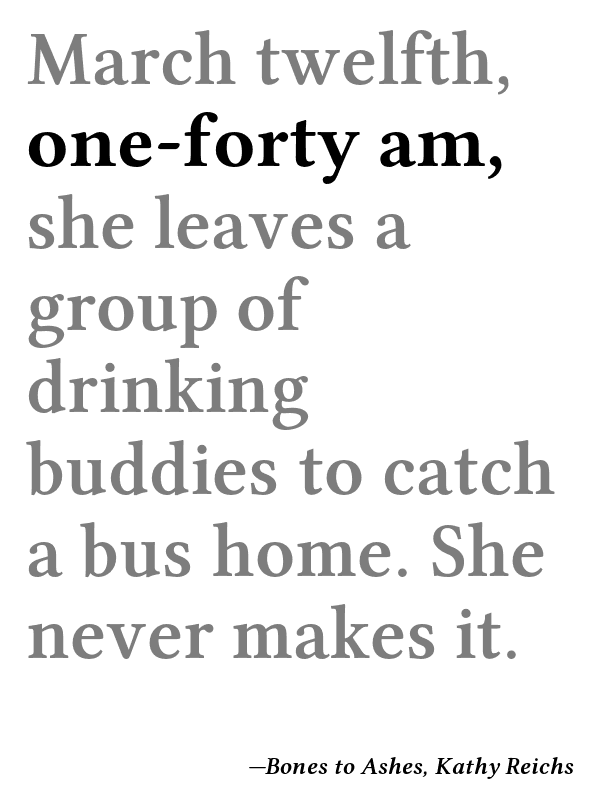 March twelfth,
one-forty am,
she leaves a
group of
drinking
buddies to catch
a bus home. She
never makes it.
—Bones to Ashes, Kathy Reichs